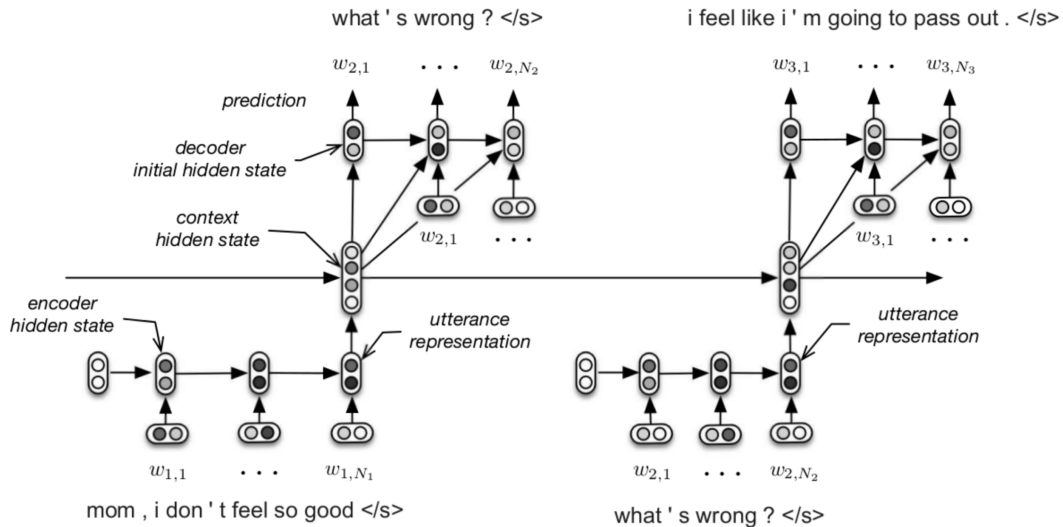 what ' s wrong ? </s>
i feel like i ' m going to pass out . </s>
w2,1 · · · w2,N2
w3,1 · · · w3,N3
prediction
decoder
initial hidden state
context
hidden state
w2,1 · · ·
w3,1 · · ·
encoder
hidden state
utterance
representation
utterance
representation
w1,1 · · · w1,N1
w2,1 · · · w2,N2
mom , i don ' t feel so good </s>
what ' s wrong ? </s>